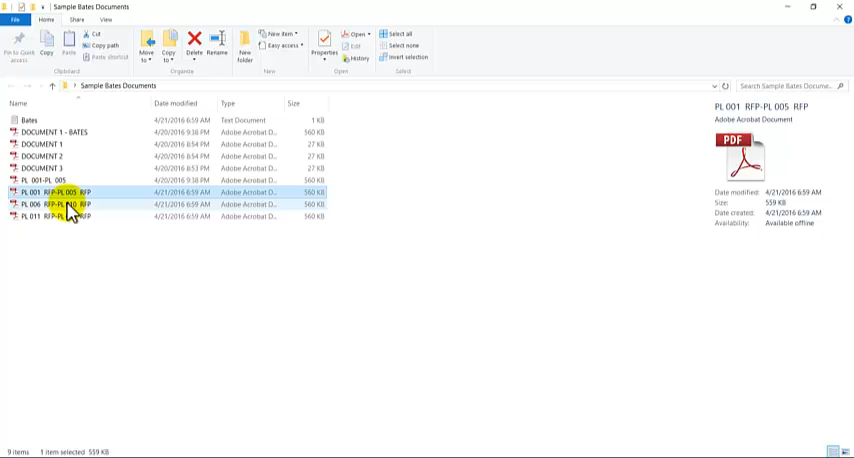 Sample Bates Documents
File Home Share View
Pin to Quick access
Copy
Paste
Cut
Copy path
Paste shortcut
Clipboard
Move to
Copy to
Delete
Rename
Organize
New folder
New item
Easy access
New
Properties
Open
Edit
History
Open
Select all
Select none
Invert selection
Select
Sample Bates Documents
Search Sample Bates Docume...
Name Date modified Type Size
Bates 4/21/2016 6:59 AM Text Document 1 KB
DOCUMENT 1 - BATES 4/20/2016 9:38 PM Adobe Acrobat D... 560 KB
DOCUMENT 1 4/20/2016 8:54 PM Adobe Acrobat D... 27 KB
DOCUMENT 2 4/20/2016 8:54 PM Adobe Acrobat D... 27 KB
DOCUMENT 3 4/20/2016 8:53 PM Adobe Acrobat D... 27 KB
PL 001-PL 005 4/20/2016 9:38 PM Adobe Acrobat D... 560 KB
PL 001 RFP-PL 005 RFP 4/21/2016 6:59 AM Adobe Acrobat D... 560 KB
PL 006 RFP-PL 10 RFP 4/21/2016 6:59 AM Adobe Acrobat D... 560 KB
PL 011 RFP-PL RFP 4/21/2016 6:59 AM Adobe Acrobat D... 560 KB
PL 001 RFP-PL 005 RFP
Adobe Acrobat Document
PDF
Date modified: 4/21/2016 6:59 AM
Size: 559 KB
Date created: 4/21/2016 6:59 AM
Availability: Available offline
9 items 1 item selected 559 KB